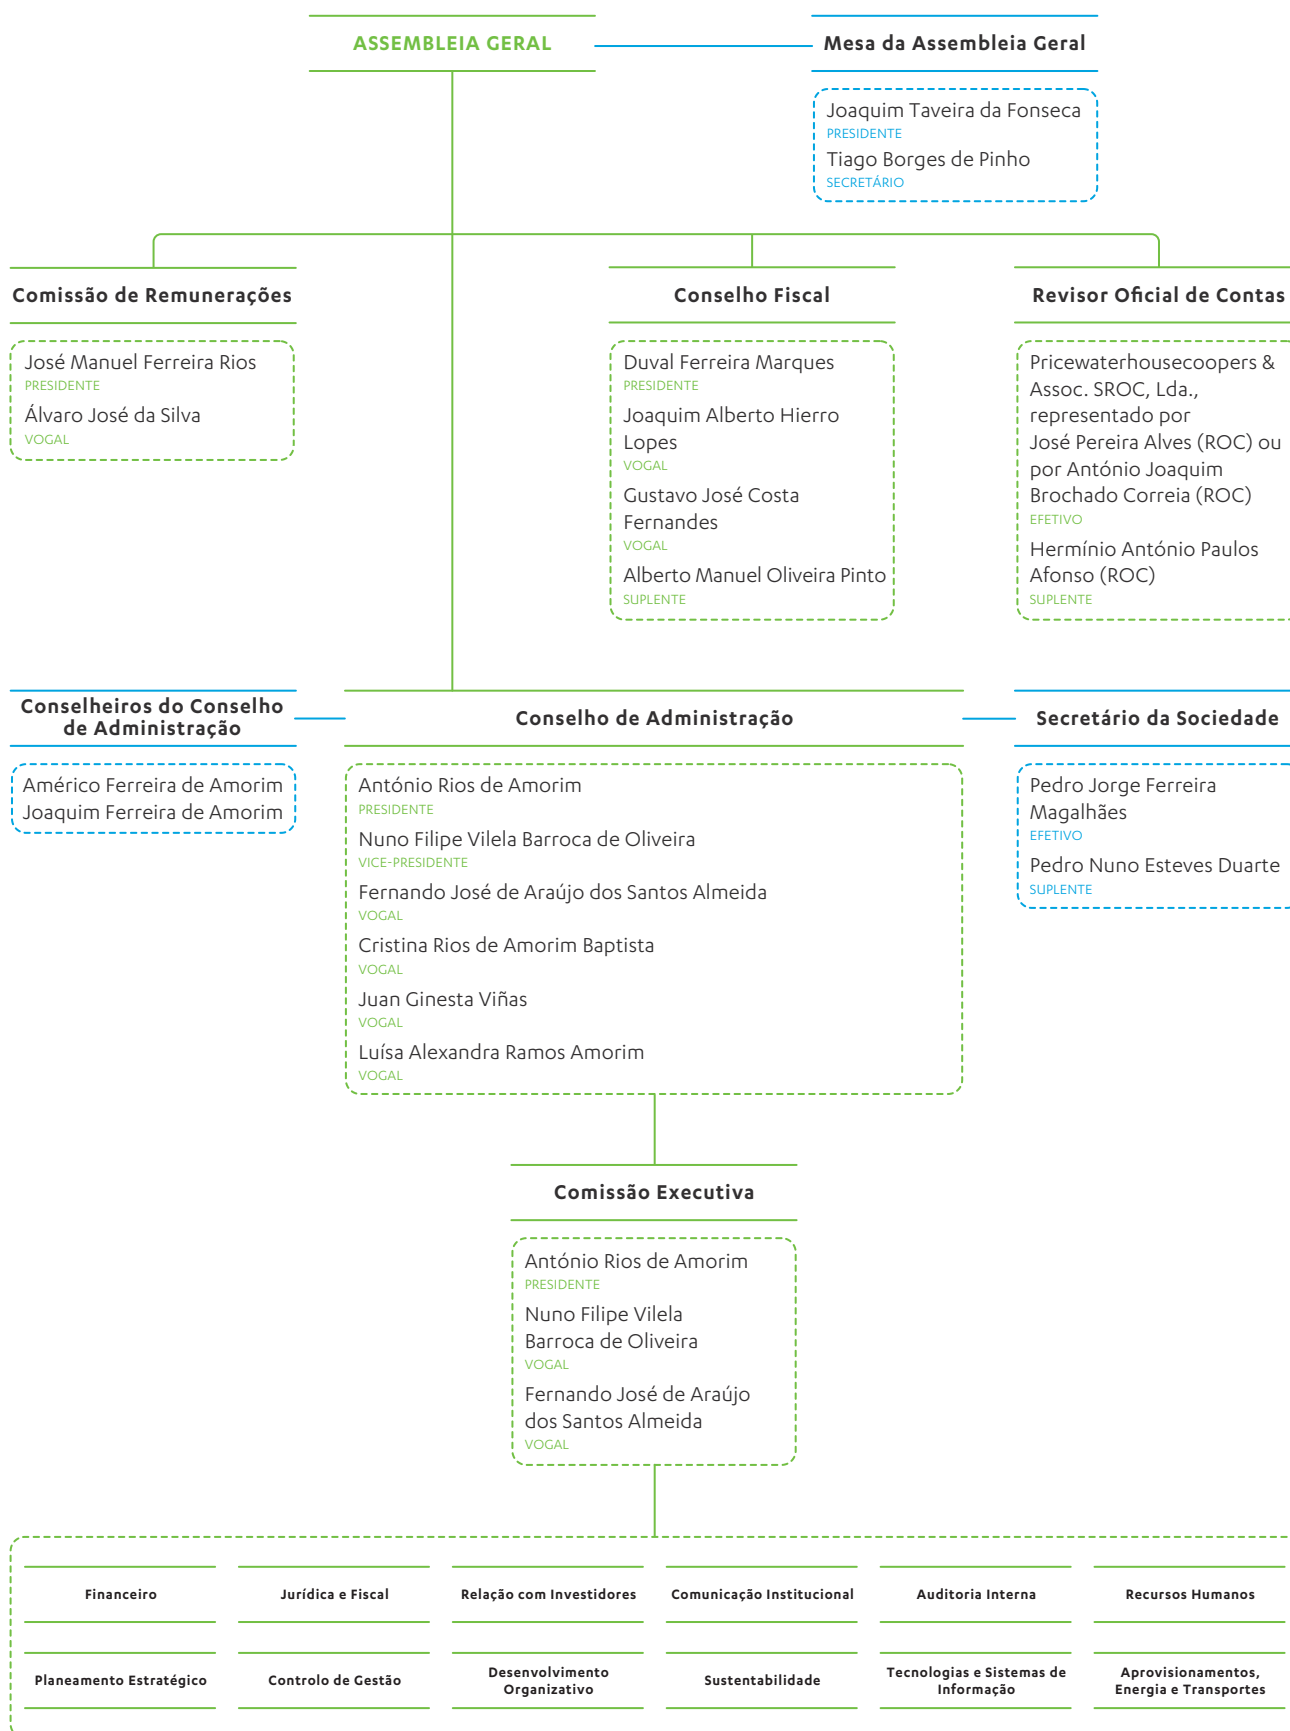 ASSEMBLEIA GERAL
Mesa da Assembleia Geral
Joaquim Taveira da Fonseca
PRESIDENTE
Tiago Borges de Pinho
SECRETÁRIO
Comissão de Remunerações
José Manuel Ferreira Rios
PRESIDENTE
Álvaro José da Silva
VOGAL
Conselho Fiscal
Duval Ferreira Marques
PRESIDENTE
Joaquim Alberto Hierro
Lopes
VOGAL
Gustavo José Costa
Fernandes
VOGAL
Alberto Manuel Oliveira Pinto
SUPLENTE
Revisor Oficial de Contas
Pricewaterhousecoopers &
Assoc. SROC, Lda.,
representado por
José Pereira Alves (ROC) ou
por António Joaquim
Brochado Correia (ROC)
EFETIVO
Hermínio António Paulos
Afonso (ROC)
SUPLENTE
Conselheiros do Conselho
de Administração
Américo Ferreira de Amorim
Joaquim Ferreira de Amorim
Conselho de Administração
António Rios de Amorim
PRESIDENTE
Nuno Filipe Vilela Barroca de Oliveira
VICE-PRESIDENTE
Fernando José de Araújo dos Santos Almeida
VOGAL
Cristina Rios de Amorim Baptista
VOGAL
Juan Ginesta Viñas
VOGAL
Luísa Alexandra Ramos Amorim
VOGAL
Secretário da Sociedade
Pedro Jorge Ferreira
Magalhães
EFETIVO
Pedro Nuno Esteves Duarte
SUPLENTE
Comissão Executiva
António Rios de Amorim
PRESIDENTE
Nuno Filipe Vilela
Barroca de Oliveira
VOGAL
Fernando José de Araújo
dos Santos Almeida
VOGAL
Financeiro
Jurídica e Fiscal
Relação com Investidores
Comunicação Institucional
Auditoria Interna
Recursos Humanos
Planeamento Estratégico
Controlo de Gestão
Desenvolvimento
Organizativo
Sustentabilidade
Tecnologias e Sistemas de
Informação
Aprovisionamentos,
Energia e Transportes